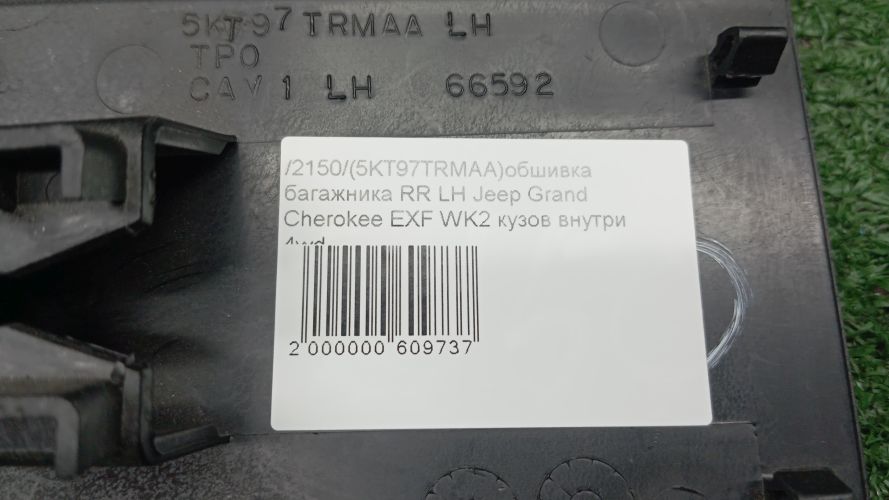 5KT97TRMAA LH
TPO
CAV 1 LH 66592
/2150/(5KT97TRMAA)обшивка
багажника RR LH Jeep Grand
Cherokee EXF WK2 кузов внутри
4wd
2 000000 609737